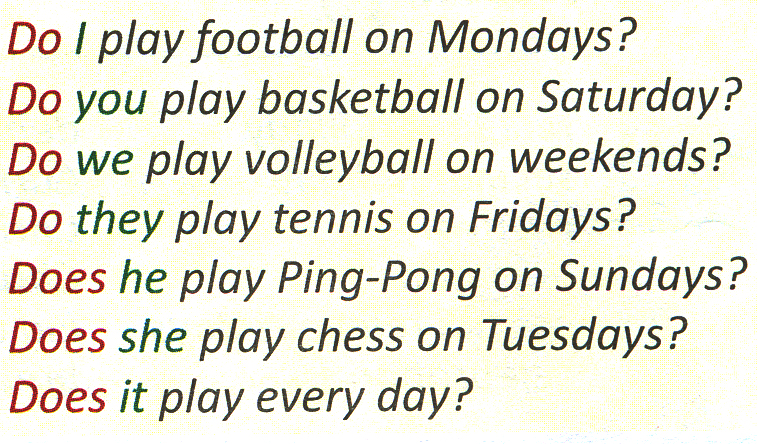 Do I play football on Mondays?
Do you play basketball on Saturday?
Do we play volleyball on weekends?
Do they play tennis on Fridays?
Does he play Ping-Pong on Sundays?
Does she play chess on Tuesdays?
Does it play every day?